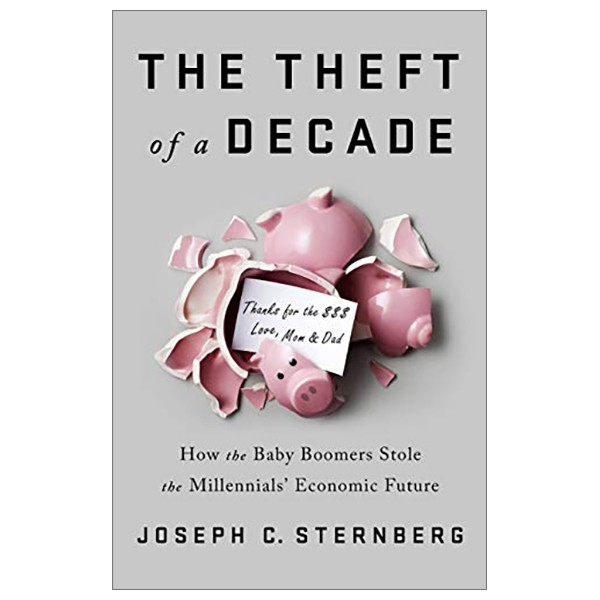 THE THEFT
of a DECADE
Thanks for the $$$
Love, Mom & Dad
How the Baby Boomers Stole
the Millennials' Economic Future
JOSEPH C. STERNBERG